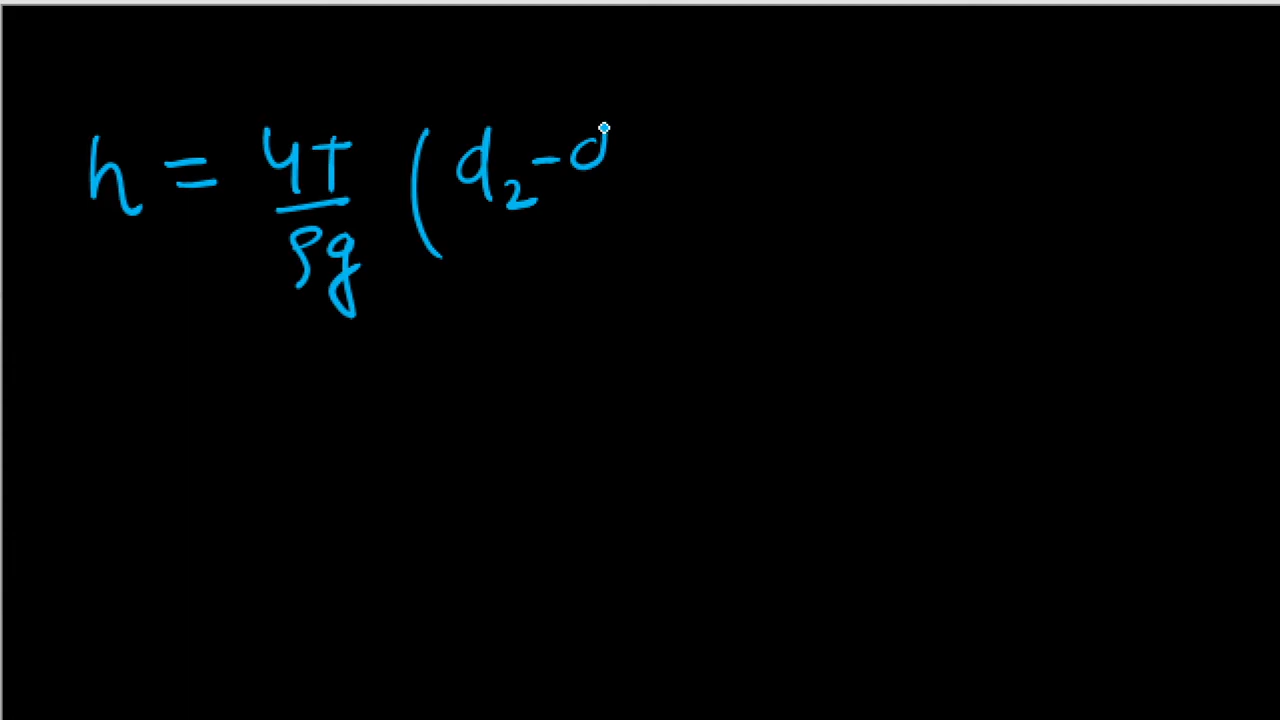 h = 4T/ρg (d₂-d